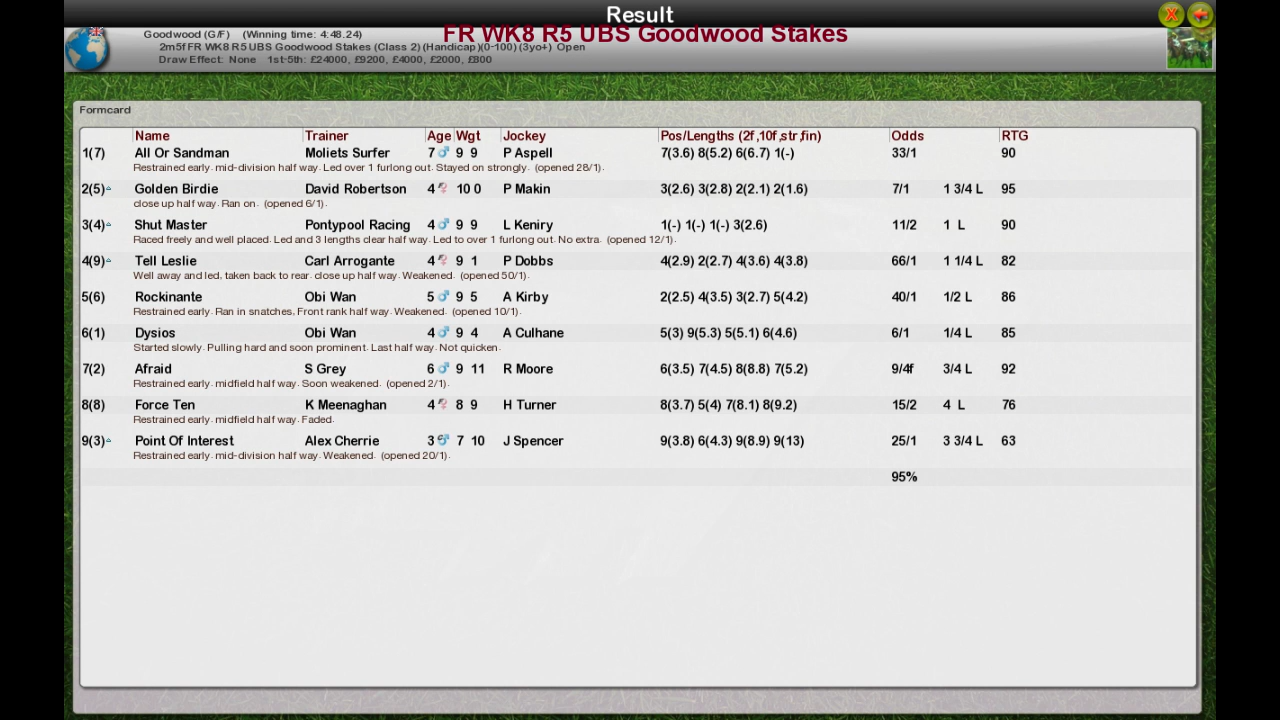 Result
FR WK8 R5 UBS Goodwood Stakes
Goodwood (G/F) (Winning time: 4:48.24)
2m5f FR WK8 R5 UBS Goodwood Stakes (Class 2) (Handicap)(0-100) (3yo+) Open
Draw Effect: None 1st-5th: £24000, £9200, £4000, £2000, £800
Formcard
Name Trainer Age Wgt Jockey Pos/Lengths (2f,10f,str,fin) Odds RTG
1(7) All Or Sandman Moliets Surfer 7 9 9 P Aspell 7(3.6) 8(5.2) 6(6.7) 1(-) 33/1 90
Restrained early. mid-division half way. Led over 1 furlong out. Stayed on strongly. (opened 28/1).
2(5) Golden Birdie David Robertson 4 10 0 P Makin 3(2.6) 3(2.8) 2(2.1) 2(1.6) 7/1 1 3/4 L 95
close up half way. Ran on. (opened 6/1).
3(4) Shut Master Pontypool Racing 4 9 9 L Keniry 1(-) 1(-) 1(-) 3(2.6) 11/2 1 L 90
Raced freely and well placed. Led and 3 lengths clear half way. Led to over 1 furlong out. No extra. (opened 12/1).
4(9) Tell Leslie Carl Arrogante 4 9 1 P Dobbs 4(2.9) 2(2.7) 4(3.6) 4(3.8) 66/1 1 1/4 L 82
Well away and led, taken back to rear. close up half way. Weakened. (opened 50/1).
5(6) Rockinante Obi Wan 5 9 5 A Kirby 2(2.5) 4(3.5) 3(2.7) 5(4.2) 40/1 1/2 L 86
Restrained early. Ran in snatches, Front rank half way. Weakened. (opened 10/1).
6(1) Dysios Obi Wan 4 9 4 A Culhane 5(3) 9(5.3) 5(5.1) 6(4.6) 6/1 1/4 L 85
Started slowly. Pulling hard and soon prominent. Last half way. Not quicken.
7(2) Afraid S Grey 6 9 11 R Moore 6(3.5) 7(4.5) 8(8.8) 7(5.2) 9/4f 3/4 L 92
Restrained early. midfield half way. Soon weakened. (opened 2/1).
8(8) Force Ten K Meenaghan 4 8 9 H Turner 8(3.7) 5(4) 7(8.1) 8(9.2) 15/2 4 L 76
Restrained early. midfield half way. Faded.
9(3) Point Of Interest Alex Cherrie 3 7 10 J Spencer 9(3.8) 6(4.3) 9(8.9) 9(13) 25/1 3 3/4 L 63
Restrained early. mid-division half way. Weakened. (opened 20/1).
95%